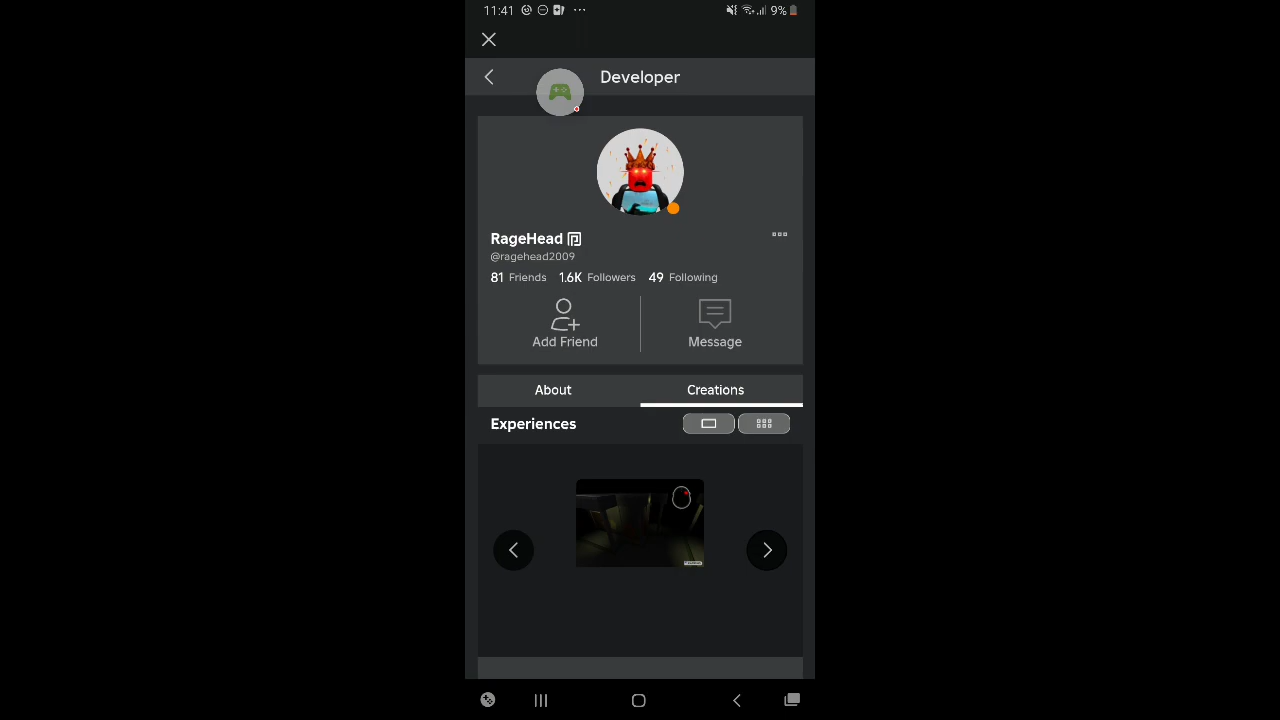 11:41 9%
Developer
RageHead
@ragehead2009
81 Friends 1.6K Followers 49 Following
Add Friend Message
About Creations
Experiences